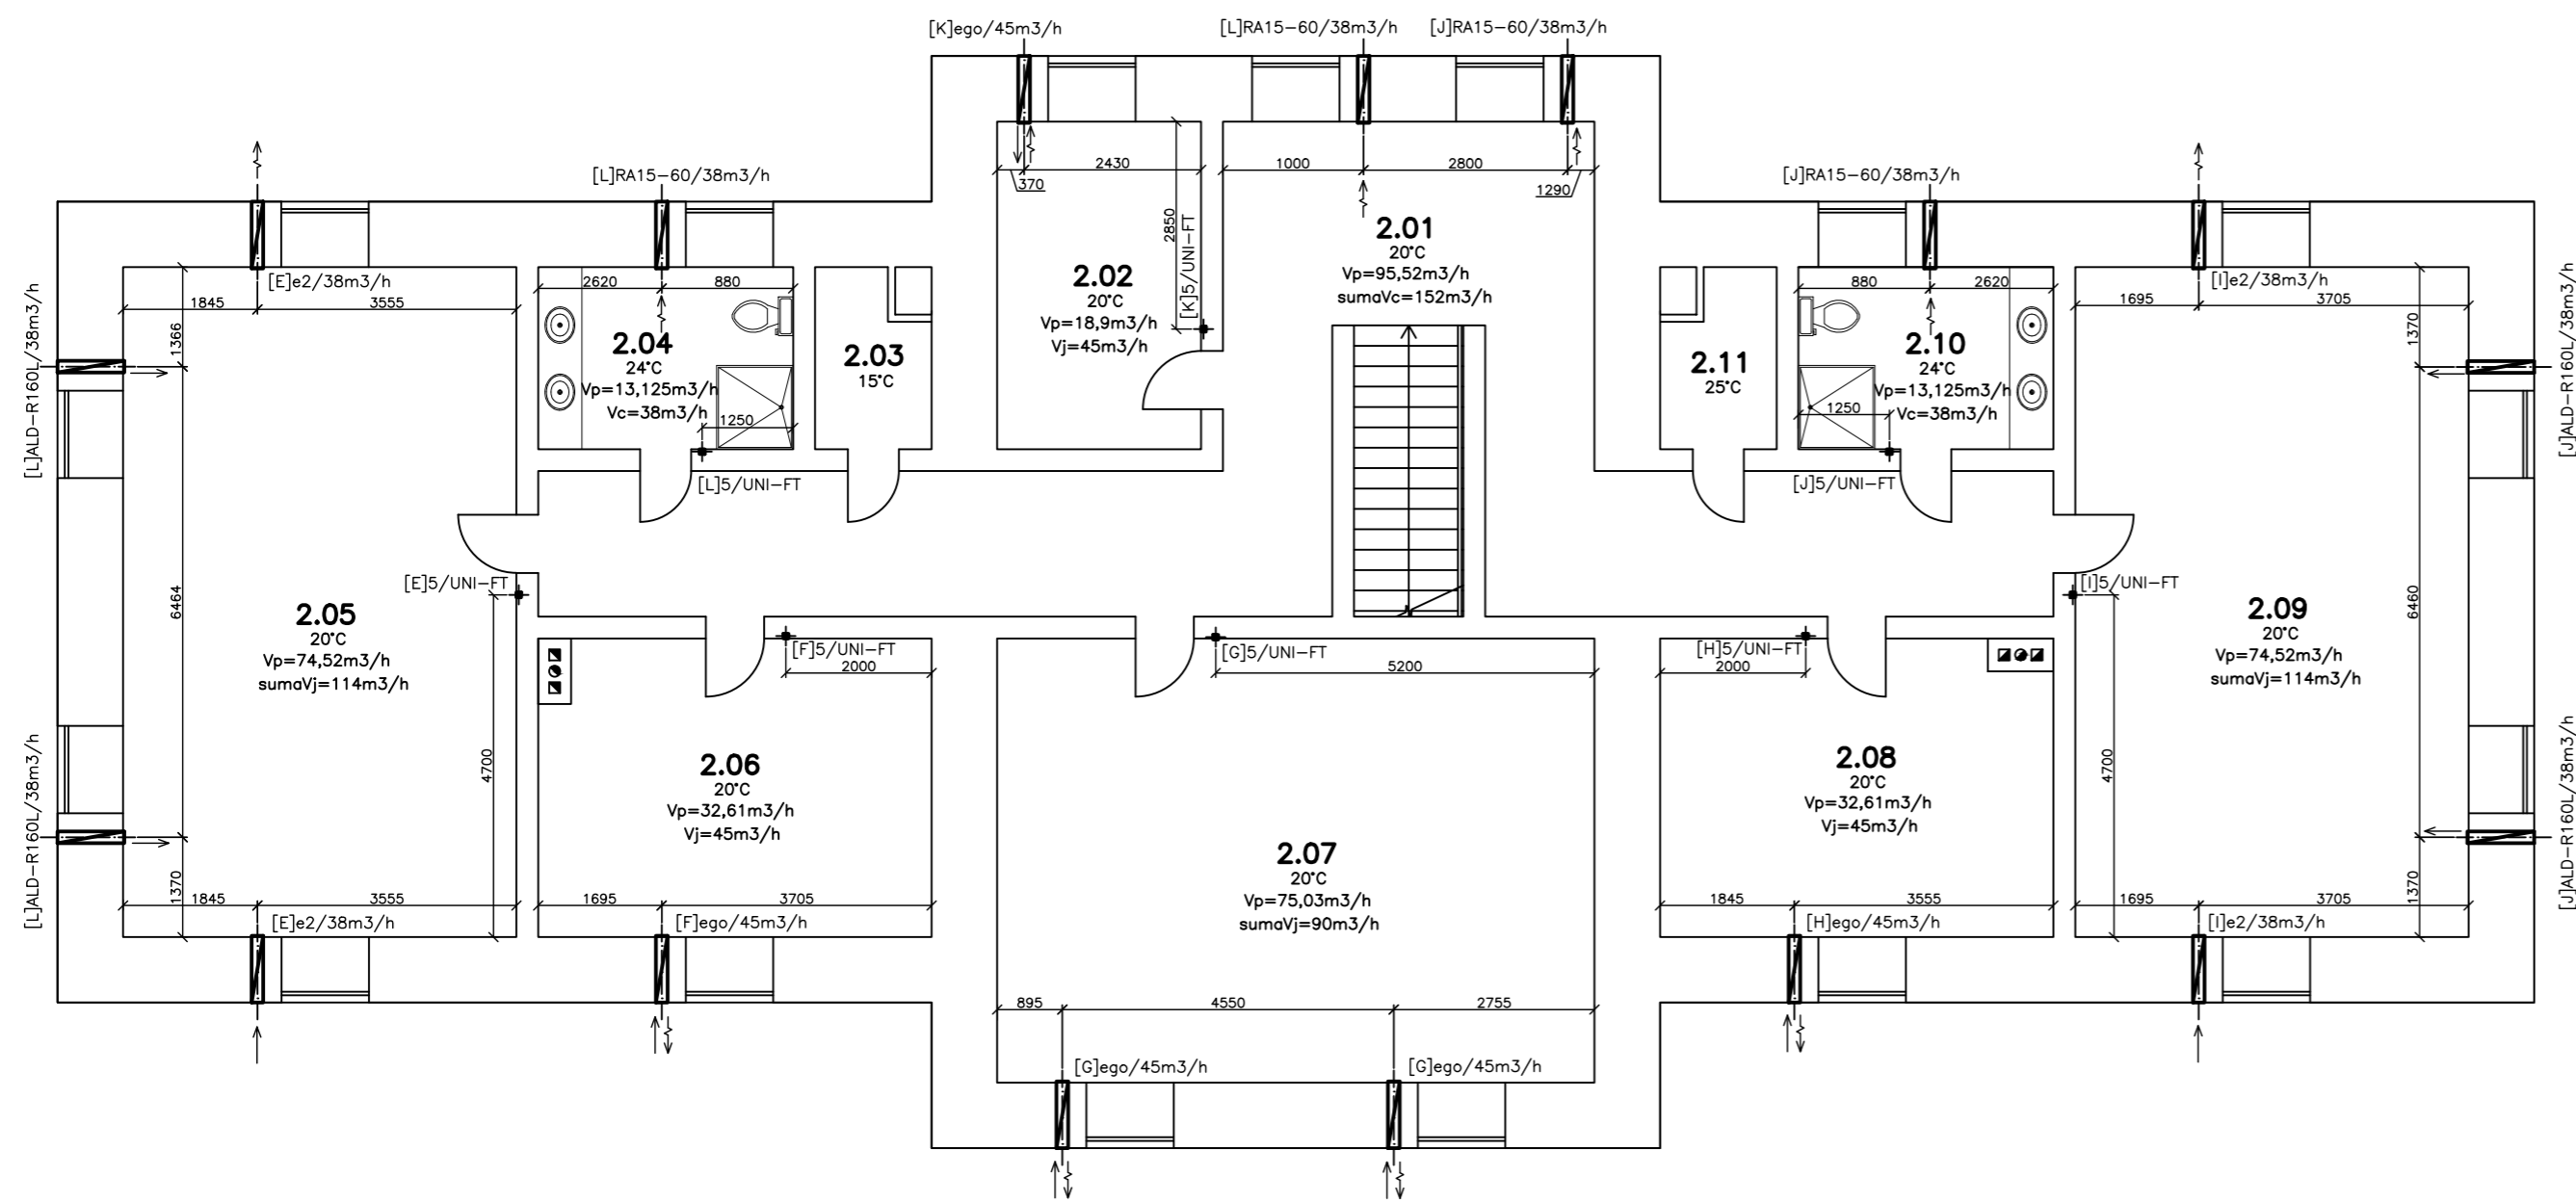 [K]ego/45m3/h
[L]RA15-60/38m3/h
[J]RA15-60/38m3/h
2430
370
2850
[K]5/UNI-FT
1000
2800
1290
[L]RA15-60/38m3/h
[J]RA15-60/38m3/h
2.01
20°C
Vp=95,52m3/h
sumaVc=152m3/h
2.02
20°C
Vp=18,9m3/h
Vj=45m3/h
[L]ALD-R160L/38m3/h
[E]e2/38m3/h
1845
3555
1366
2620
880
2.04
24°C
Vp=13,125m3/h
Vc=38m3/h
1250
[L]5/UNI-FT
2.03
15°C
2.11
25°C
880
2620
2.10
24°C
Vp=13,125m3/h
Vc=38m3/h
1250
[J]5/UNI-FT
[I]e2/38m3/h
1695
3705
1370
[J]ALD-R160L/38m3/h
[E]5/UNI-FT
6464
2.05
20°C
Vp=74,52m3/h
sumaVj=114m3/h
4700
[F]5/UNI-FT
2000
2.06
20°C
Vp=32,61m3/h
Vj=45m3/h
[G]5/UNI-FT
5200
2.07
20°C
Vp=75,03m3/h
sumaVj=90m3/h
[H]5/UNI-FT
2000
2.08
20°C
Vp=32,61m3/h
Vj=45m3/h
[I]5/UNI-FT
4700
2.09
20°C
Vp=74,52m3/h
sumaVj=114m3/h
6460
[L]ALD-R160L/38m3/h
1370
1845
3555
[E]e2/38m3/h
1695
3705
[F]ego/45m3/h
895
4550
2755
[G]ego/45m3/h
[G]ego/45m3/h
1845
3555
[H]ego/45m3/h
1695
3705
[I]e2/38m3/h
1370
[J]ALD-R160L/38m3/h